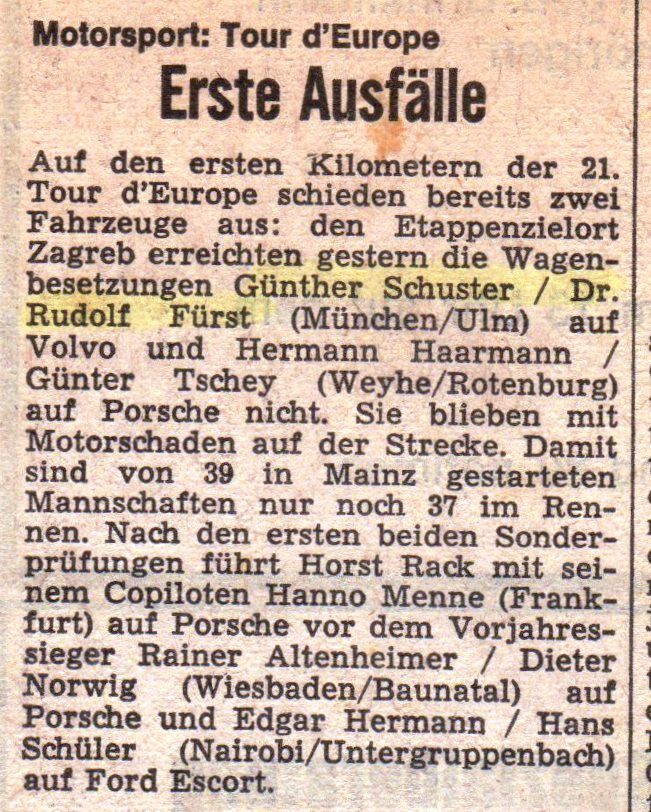 Motorsport: Tour d'Europe
Erste Ausfälle
Auf den ersten Kilometern der 21.
Tour d'Europe schieden bereits zwei
Fahrzeuge aus: den Etappenzielort
Zagreb erreichten gestern die Wagen-
besetzungen Günther Schuster / Dr.
Rudolf Fürst (München/Ulm) auf
Volvo und Hermann Haarmann /
Günter Tschey (Weyhe/Rotenburg)
auf Porsche nicht. Sie blieben mit
Motorschaden auf der Strecke. Damit
sind von 39 in Mainz gestarteten
Mannschaften nur noch 37 im Ren-
nen. Nach den ersten beiden Sonder-
prüfungen führt Horst Rack mit sei-
nem Copiloten Hanno Menne (Frank-
furt) auf Porsche vor dem Vorjahres-
sieger Rainer Altenheimer / Dieter
Norwig (Wiesbaden/Baunatal) auf
Porsche und Edgar Hermann / Hans
Schüler (Nairobi/Untergruppenbach)
auf Ford Escort.